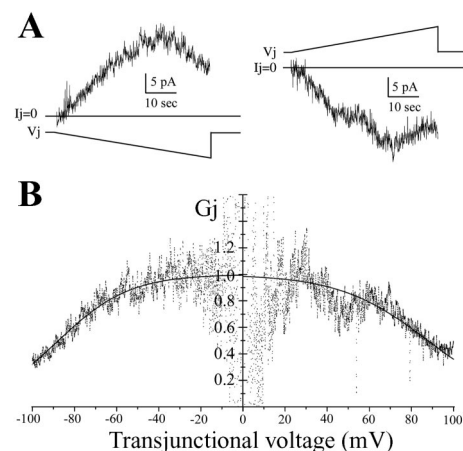 A
Vj
5 pA
10 sec
Ij=0
Vj
Ij=0
5 pA
10 sec
B
Gj
1.2
1.0
0.8
0.6
0.4
0.2
-100 -80 -60 -40 -20 0 20 40 60 80 100
Transjunctional voltage (mV)